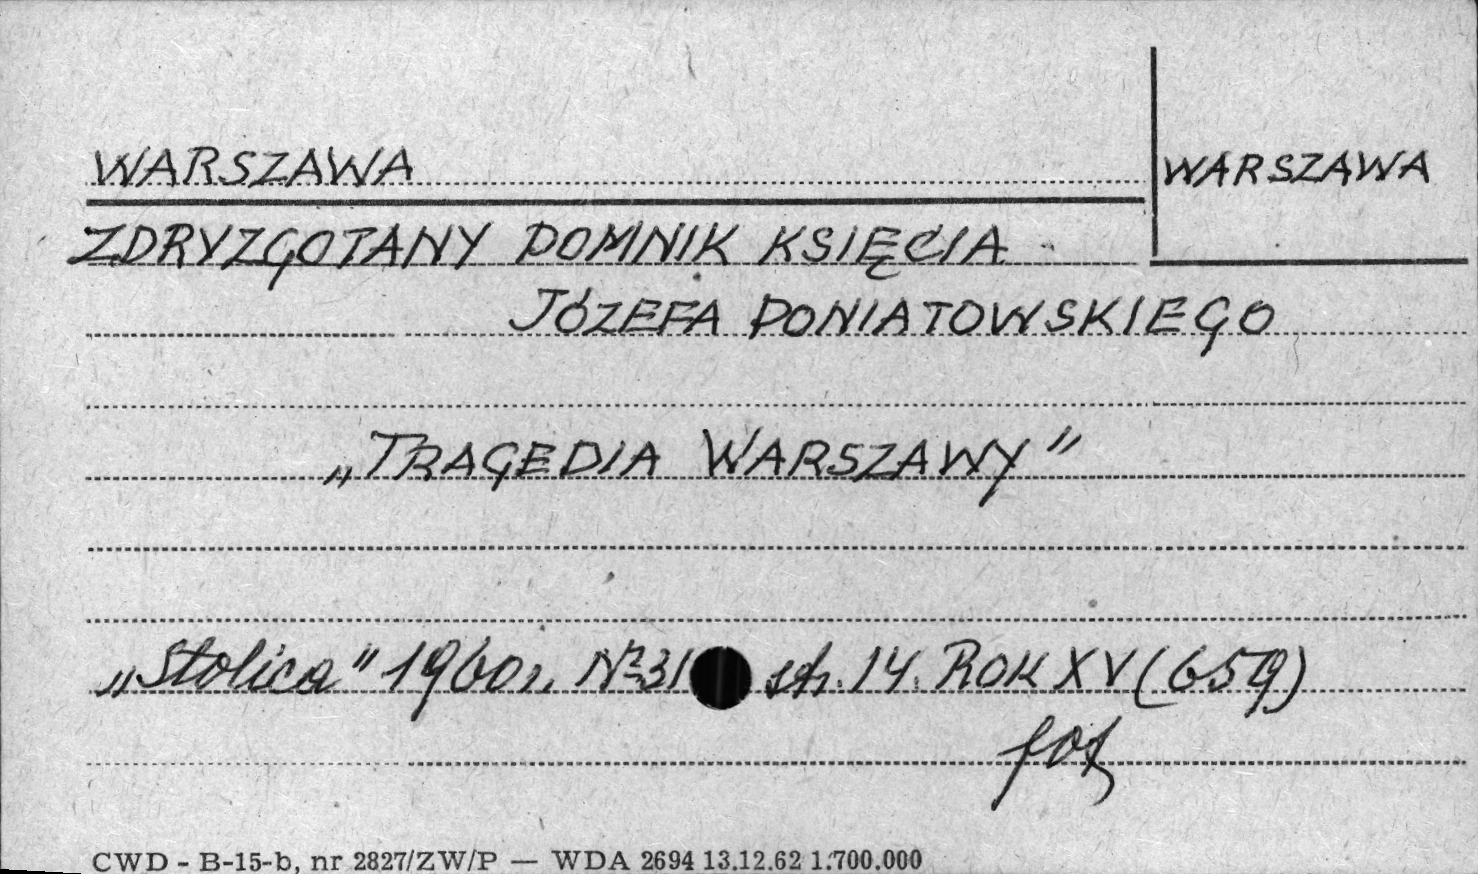 WARSZAWA
WARSZAWA
ZDRYZGOTANY POMNIK KSIĘCIA
JÓZEFA PONIATOWSKIEGO
„TRAGEDIA WARSZAWY"
„Stolica" 1960 r. Nr 31 str. 14. ROK XV (659)
fot
CWD - B-15-b, nr 2827/ZW/P — WDA 2694 13.12.62 1.700.000